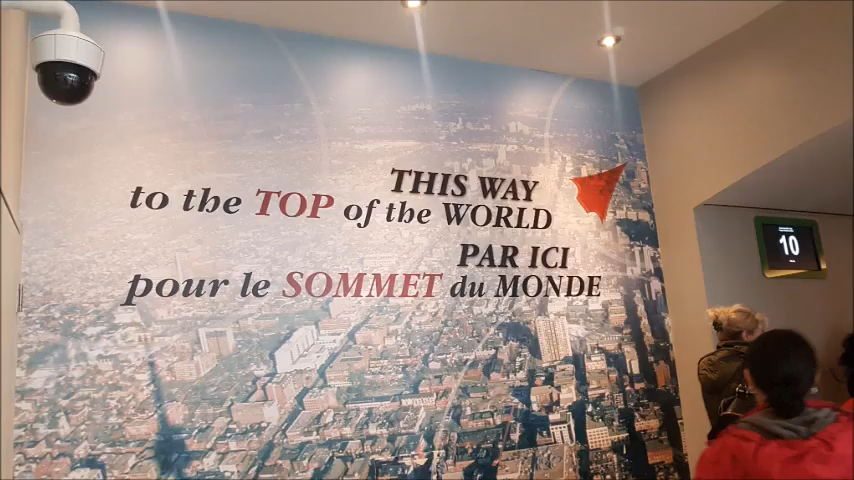 THIS WAY
to the TOP of the WORLD
PAR ICI
pour le SOMMET du MONDE
10